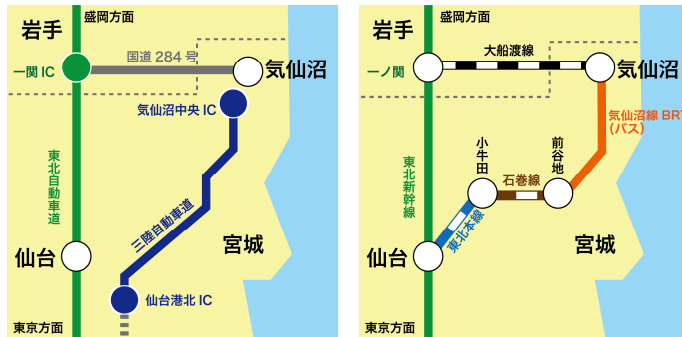 盛岡方面
岩手
国道 284 号
一関 IC
気仙沼
気仙沼中央 IC
東北自動車道
三陸自動車道
宮城
仙台
仙台港北 IC
東京方面
盛岡方面
岩手
大船渡線
一ノ関
気仙沼
気仙沼線 BRT
(バス)
小牛田
前谷地
石巻線
東北新幹線
東北本線
宮城
仙台
東京方面